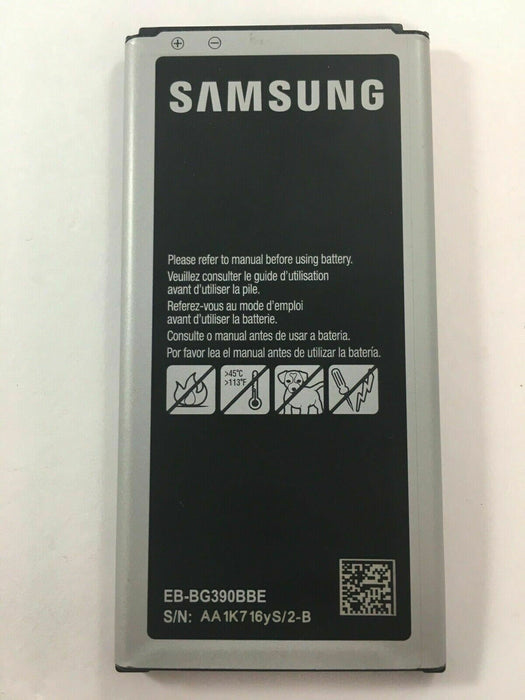 + -
SAMSUNG
Please refer to manual before using battery.
Veuillez consulter le guide d'utilisation
avant d'utiliser la pile.
Referez-vous au mode d'emploi
avant d'utiliser la batterie.
Consulte o manual antes de usar a bateria.
Por favor lea el manual antes de utilizar la batería.
>45°C
>113°F
EB-BG390BBE
S/N: AA1K716yS/2-B